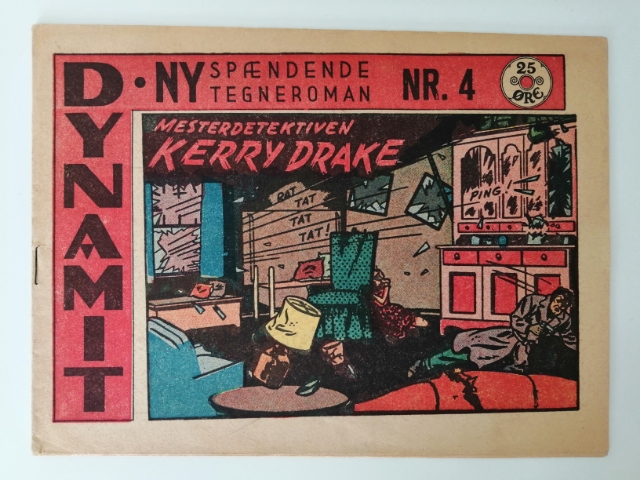 DYNAMIT
• NY SPÆNDENDE
TEGNEROMAN
NR. 4
25
ØRE
MESTERDETEKTIVEN
KERRY DRAKE
RAT
TAT
TAT
TAT!
PING!